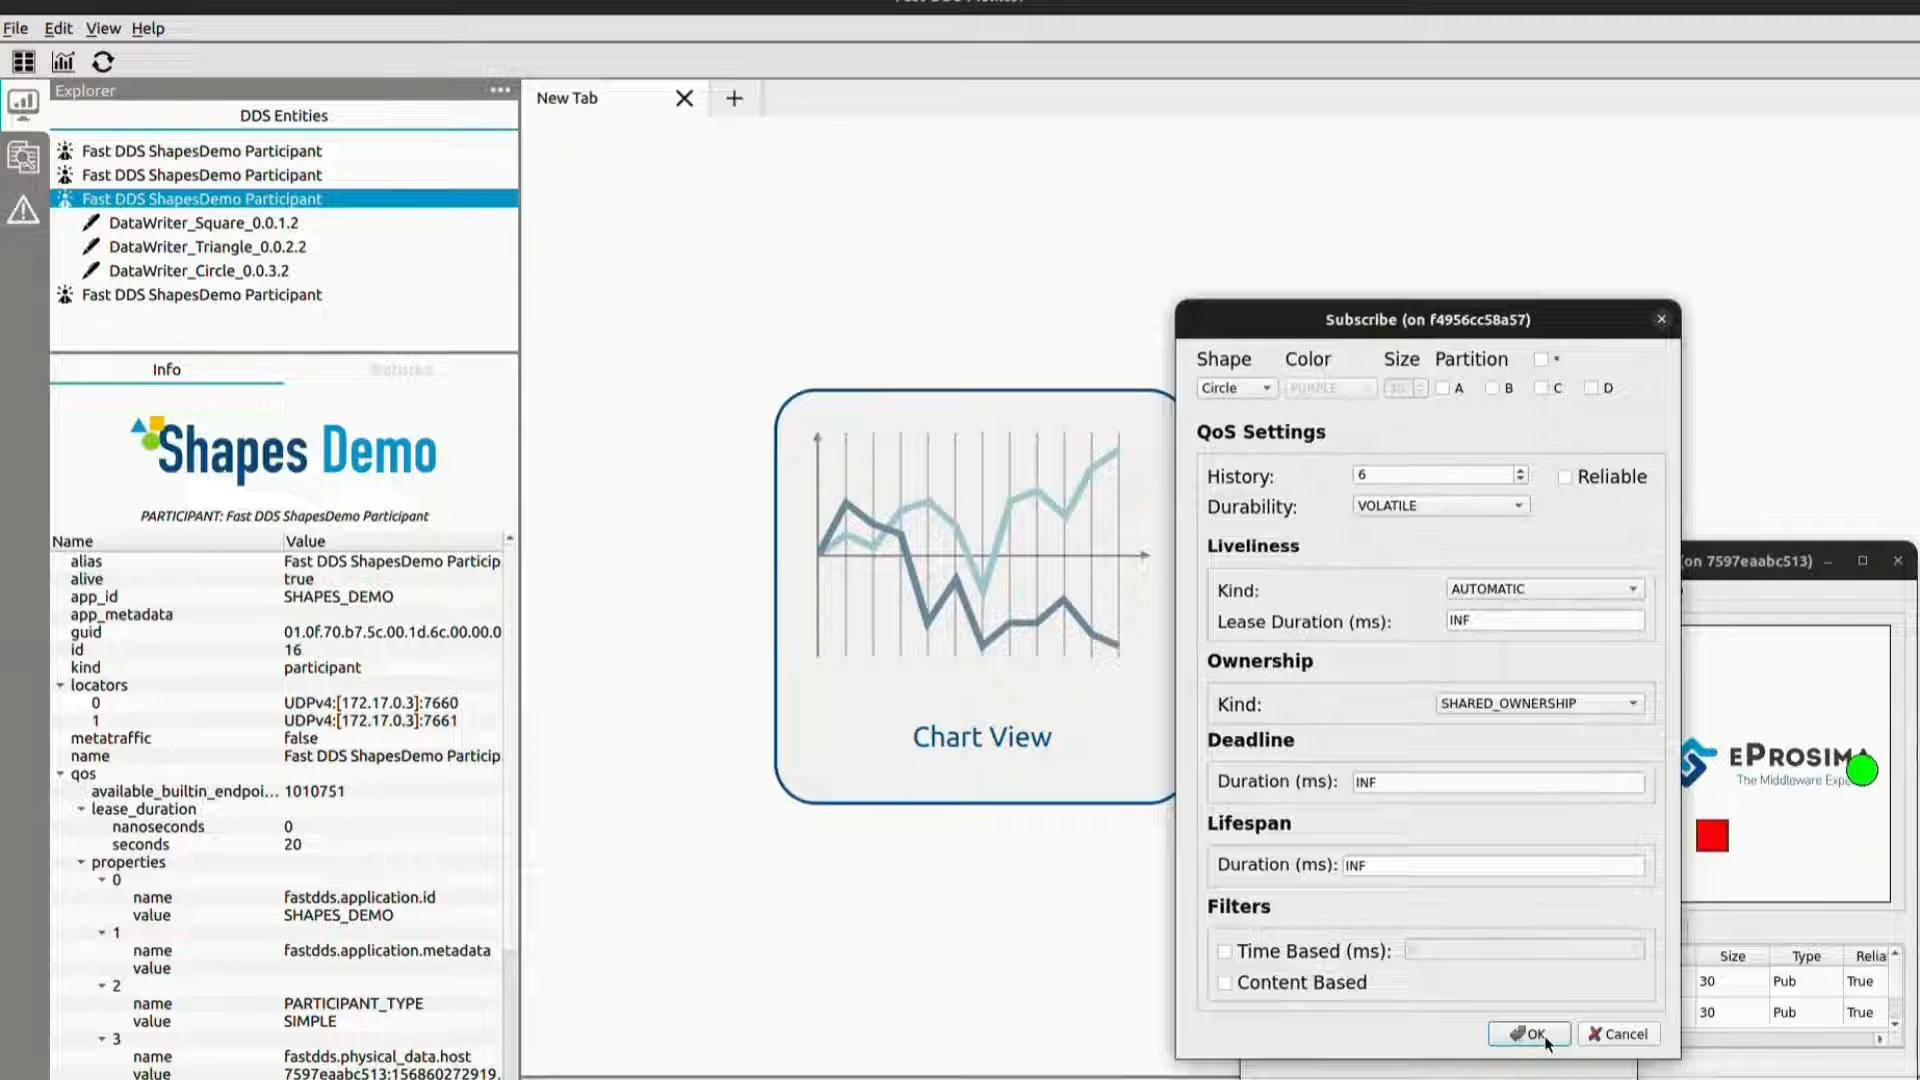 File Edit View Help
Explorer
DDS Entities
Fast DDS ShapesDemo Participant
Fast DDS ShapesDemo Participant
Fast DDS ShapesDemo Participant
DataWriter_Square_0.0.1.2
DataWriter_Triangle_0.0.2.2
DataWriter_Circle_0.0.3.2
Fast DDS ShapesDemo Participant
Info
Shapes Demo
PARTICIPANT: Fast DDS ShapesDemo Participant
Name Value
alias Fast DDS ShapesDemo Particip
alive true
app_id SHAPES_DEMO
app_metadata
guid 01.0f.70.b7.5c.00.1d.6c.00.00.0
id 16
kind participant
locators
0 UDPv4:[172.17.0.3]:7660
1 UDPv4:[172.17.0.3]:7661
metatraffic false
name Fast DDS ShapesDemo Particip
qos
available_builtin_endpoi... 1010751
lease_duration
nanoseconds 0
seconds 20
properties
0
name fastdds.application.id
value SHAPES_DEMO
1
name fastdds.application.metadata
value
2
name PARTICIPANT_TYPE
value SIMPLE
3
name fastdds.physical_data.host
value 7597eaabc513:156860272919.
New Tab
Chart View
Subscribe (on f4956cc58a57)
Shape Color Size Partition *
Circle PURPLE 30 A B C D
QoS Settings
History: 6 Reliable
Durability: VOLATILE
Liveliness
Kind: AUTOMATIC
Lease Duration (ms): INF
Ownership
Kind: SHARED_OWNERSHIP
Deadline
Duration (ms): INF
Lifespan
Duration (ms): INF
Filters
Time Based (ms):
Content Based
OK Cancel
(on 7597eaabc513)
ePROSIMA
The Middleware Expe
Size Type Relia
30 Pub True
30 Pub True